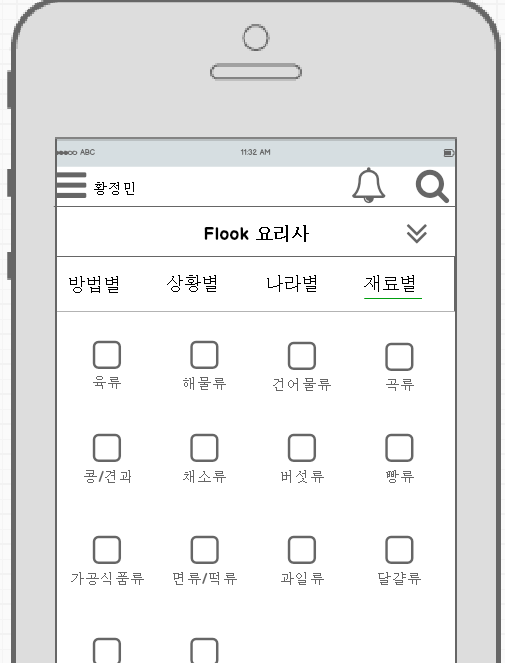 ABC 11:32 AM
황정민
Flook 요리사
방법별 상황별 나라별 재료별
육류 해물류 건어물류 곡류
콩/견과 채소류 버섯류 빵류
가공식품류 면류/떡류 과일류 달걀류